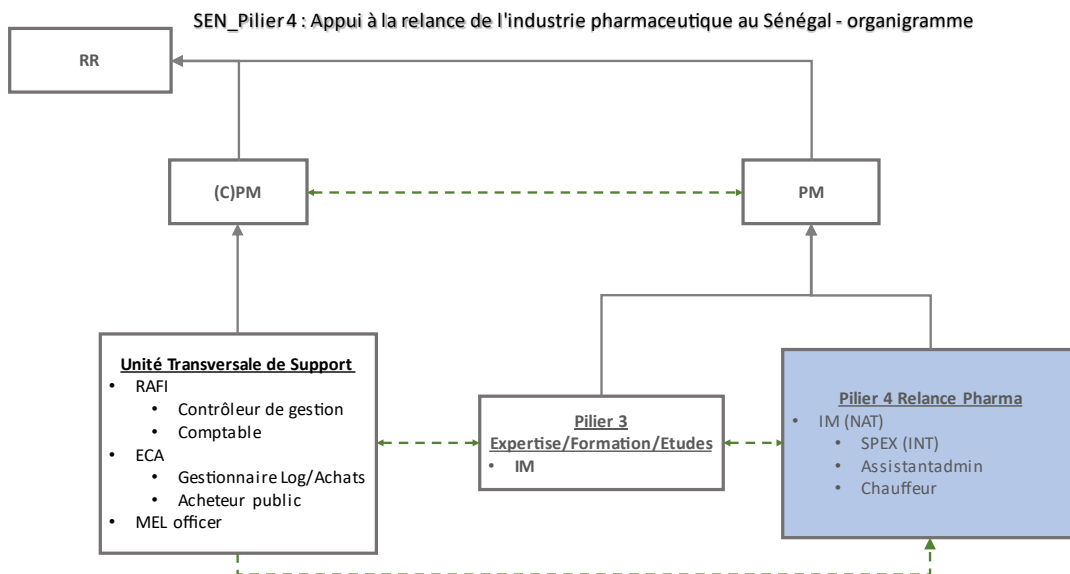 SEN_Pilier 4 : Appui à la relance de l'industrie pharmaceutique au Sénégal - organigramme
RR
(C)PM
PM
Unité Transversale de Support
• RAFI
• Contrôleur de gestion
• Comptable
• ECA
• Gestionnaire Log/Achats
• Acheteur public
• MEL officer
Pilier 3
Expertise/Formation/Etudes
• IM
Pilier 4 Relance Pharma
• IM (NAT)
• SPEX (INT)
• Assistantadmin
• Chauffeur